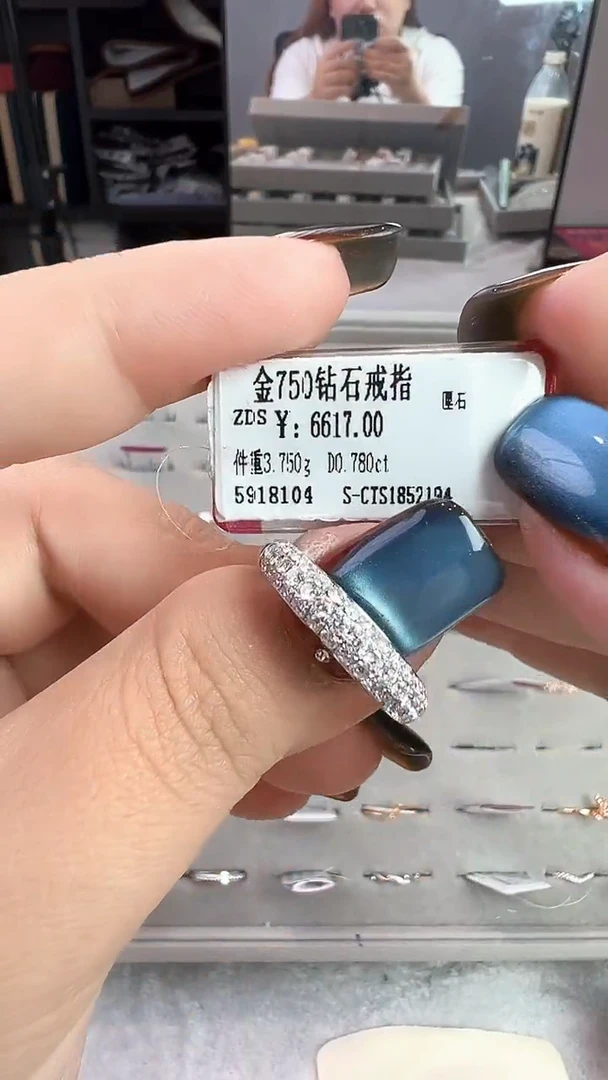 金750钻石戒指
匣石
ZDS ¥: 6617.00
件重3.750g D0.780ct
5918104 S-CTS1852194